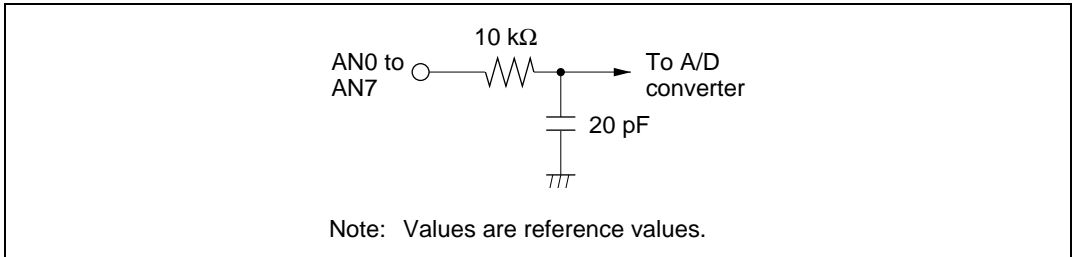 10 kΩ
AN0 to
AN7
To A/D
converter
20 pF
Note: Values are reference values.